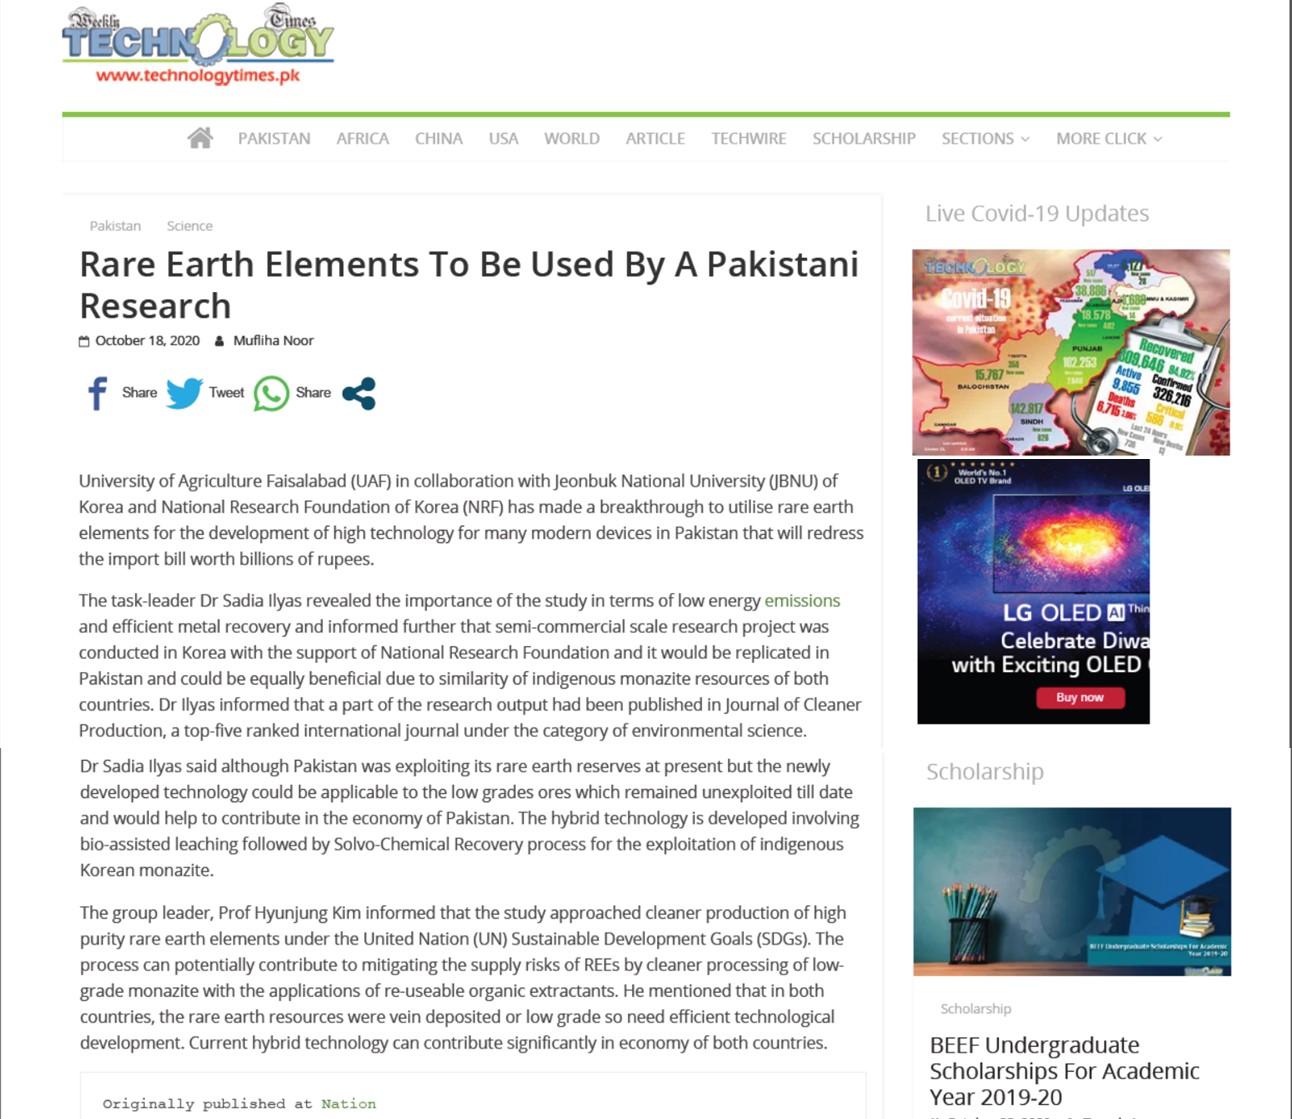 Weekly Times
TECHNOLOGY
www.technologytimes.pk
PAKISTAN AFRICA CHINA USA WORLD ARTICLE TECHWIRE SCHOLARSHIP SECTIONS MORE CLICK
Pakistan Science
Rare Earth Elements To Be Used By A Pakistani
Research
October 18, 2020 Mufliha Noor
Share Tweet Share
University of Agriculture Faisalabad (UAF) in collaboration with Jeonbuk National University (JBNU) of
Korea and National Research Foundation of Korea (NRF) has made a breakthrough to utilise rare earth
elements for the development of high technology for many modern devices in Pakistan that will redress
the import bill worth billions of rupees.
The task-leader Dr Sadia Ilyas revealed the importance of the study in terms of low energy emissions
and efficient metal recovery and informed further that semi-commercial scale research project was
conducted in Korea with the support of National Research Foundation and it would be replicated in
Pakistan and could be equally beneficial due to similarity of indigenous monazite resources of both
countries. Dr Ilyas informed that a part of the research output had been published in Journal of Cleaner
Production, a top-five ranked international journal under the category of environmental science.
Dr Sadia Ilyas said although Pakistan was exploiting its rare earth reserves at present but the newly
developed technology could be applicable to the low grades ores which remained unexploited till date
and would help to contribute in the economy of Pakistan. The hybrid technology is developed involving
bio-assisted leaching followed by Solvo-Chemical Recovery process for the exploitation of indigenous
Korean monazite.
The group leader, Prof Hyunjung Kim informed that the study approached cleaner production of high
purity rare earth elements under the United Nation (UN) Sustainable Development Goals (SDGs). The
process can potentially contribute to mitigating the supply risks of REEs by cleaner processing of low-
grade monazite with the applications of re-useable organic extractants. He mentioned that in both
countries, the rare earth resources were vein deposited or low grade so need efficient technological
development. Current hybrid technology can contribute significantly in economy of both countries.
Originally published at Nation
Live Covid-19 Updates
TECHNOLOGY
Covid-19
current situation
in Pakistan
38,886
18,578
PUNJAB
102,253
15,767
BALOCHISTAN
142,917
SINDH
Recovered
309,646 94.92%
Active
9,855
Confirmed
326,216
Deaths
6,715
Critical
Last 24 Hours
New Cases
New Deaths
1 World's No.1
OLED TV Brand
LG OLE
LG OLED AI Thin
Celebrate Diwa
with Exciting OLED
Buy now
Scholarship
BEEF Undergraduate Scholarships For Academic
Year 2019-20
Scholarship
BEEF Undergraduate
Scholarships For Academic
Year 2019-20